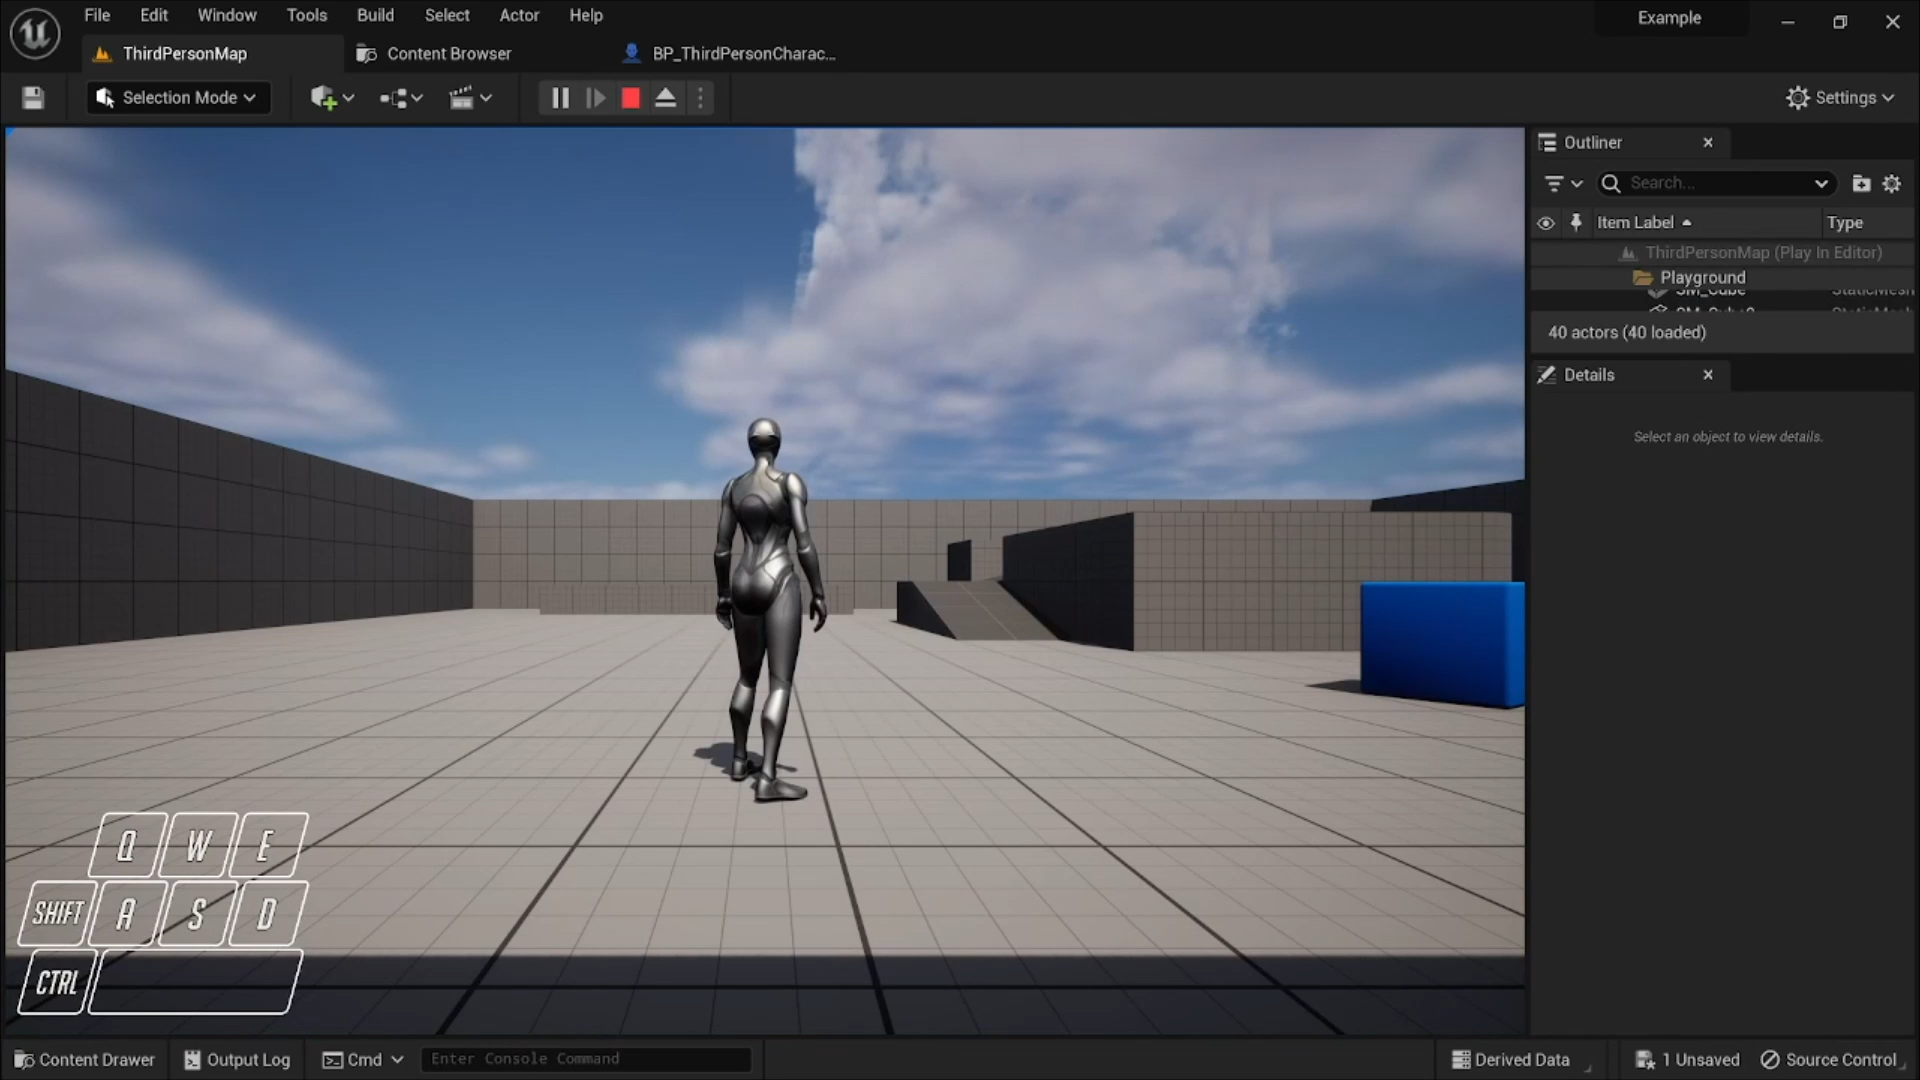 File Edit Window Tools Build Select Actor Help
Example
ThirdPersonMap
Content Browser
BP_ThirdPersonCharac...
Selection Mode
Settings
Outliner
Search...
Item Label
Type
ThirdPersonMap (Play In Editor)
Playground
SM_Cube
StaticMesh
40 actors (40 loaded)
Details
Select an object to view details.
Q W E
SHIFT A S D
CTRL
Content Drawer
Output Log
Cmd
Enter Console Command
Derived Data
1 Unsaved
Source Control